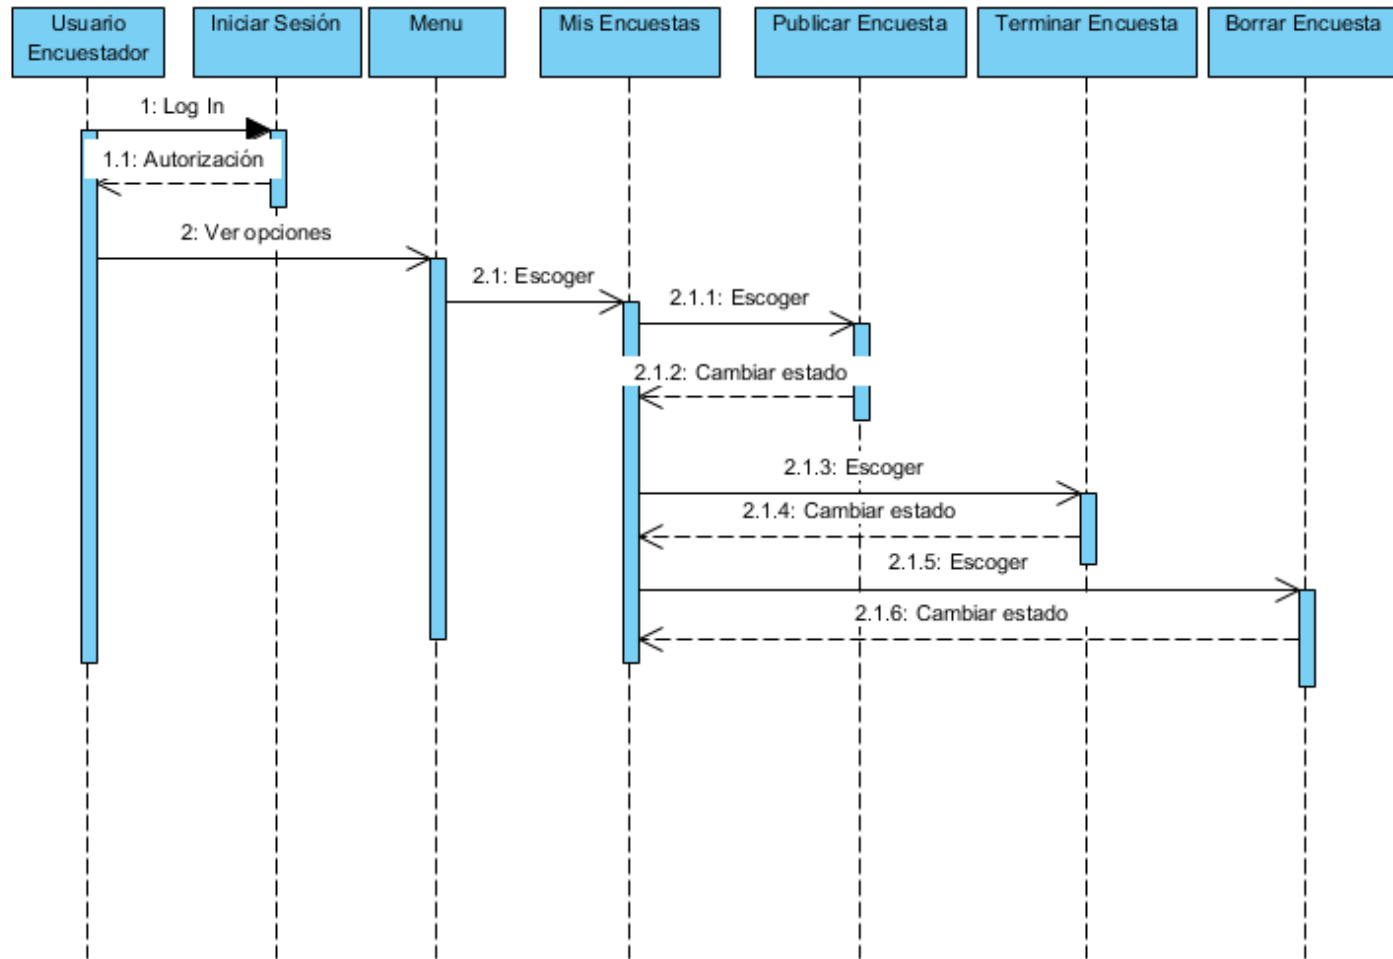 Usuario
Encuestador
Iniciar Sesión
Menu
Mis Encuestas
Publicar Encuesta
Terminar Encuesta
Borrar Encuesta
1: Log In
1.1: Autorización
2: Ver opciones
2.1: Escoger
2.1.1: Escoger
2.1.2: Cambiar estado
2.1.3: Escoger
2.1.4: Cambiar estado
2.1.5: Escoger
2.1.6: Cambiar estado